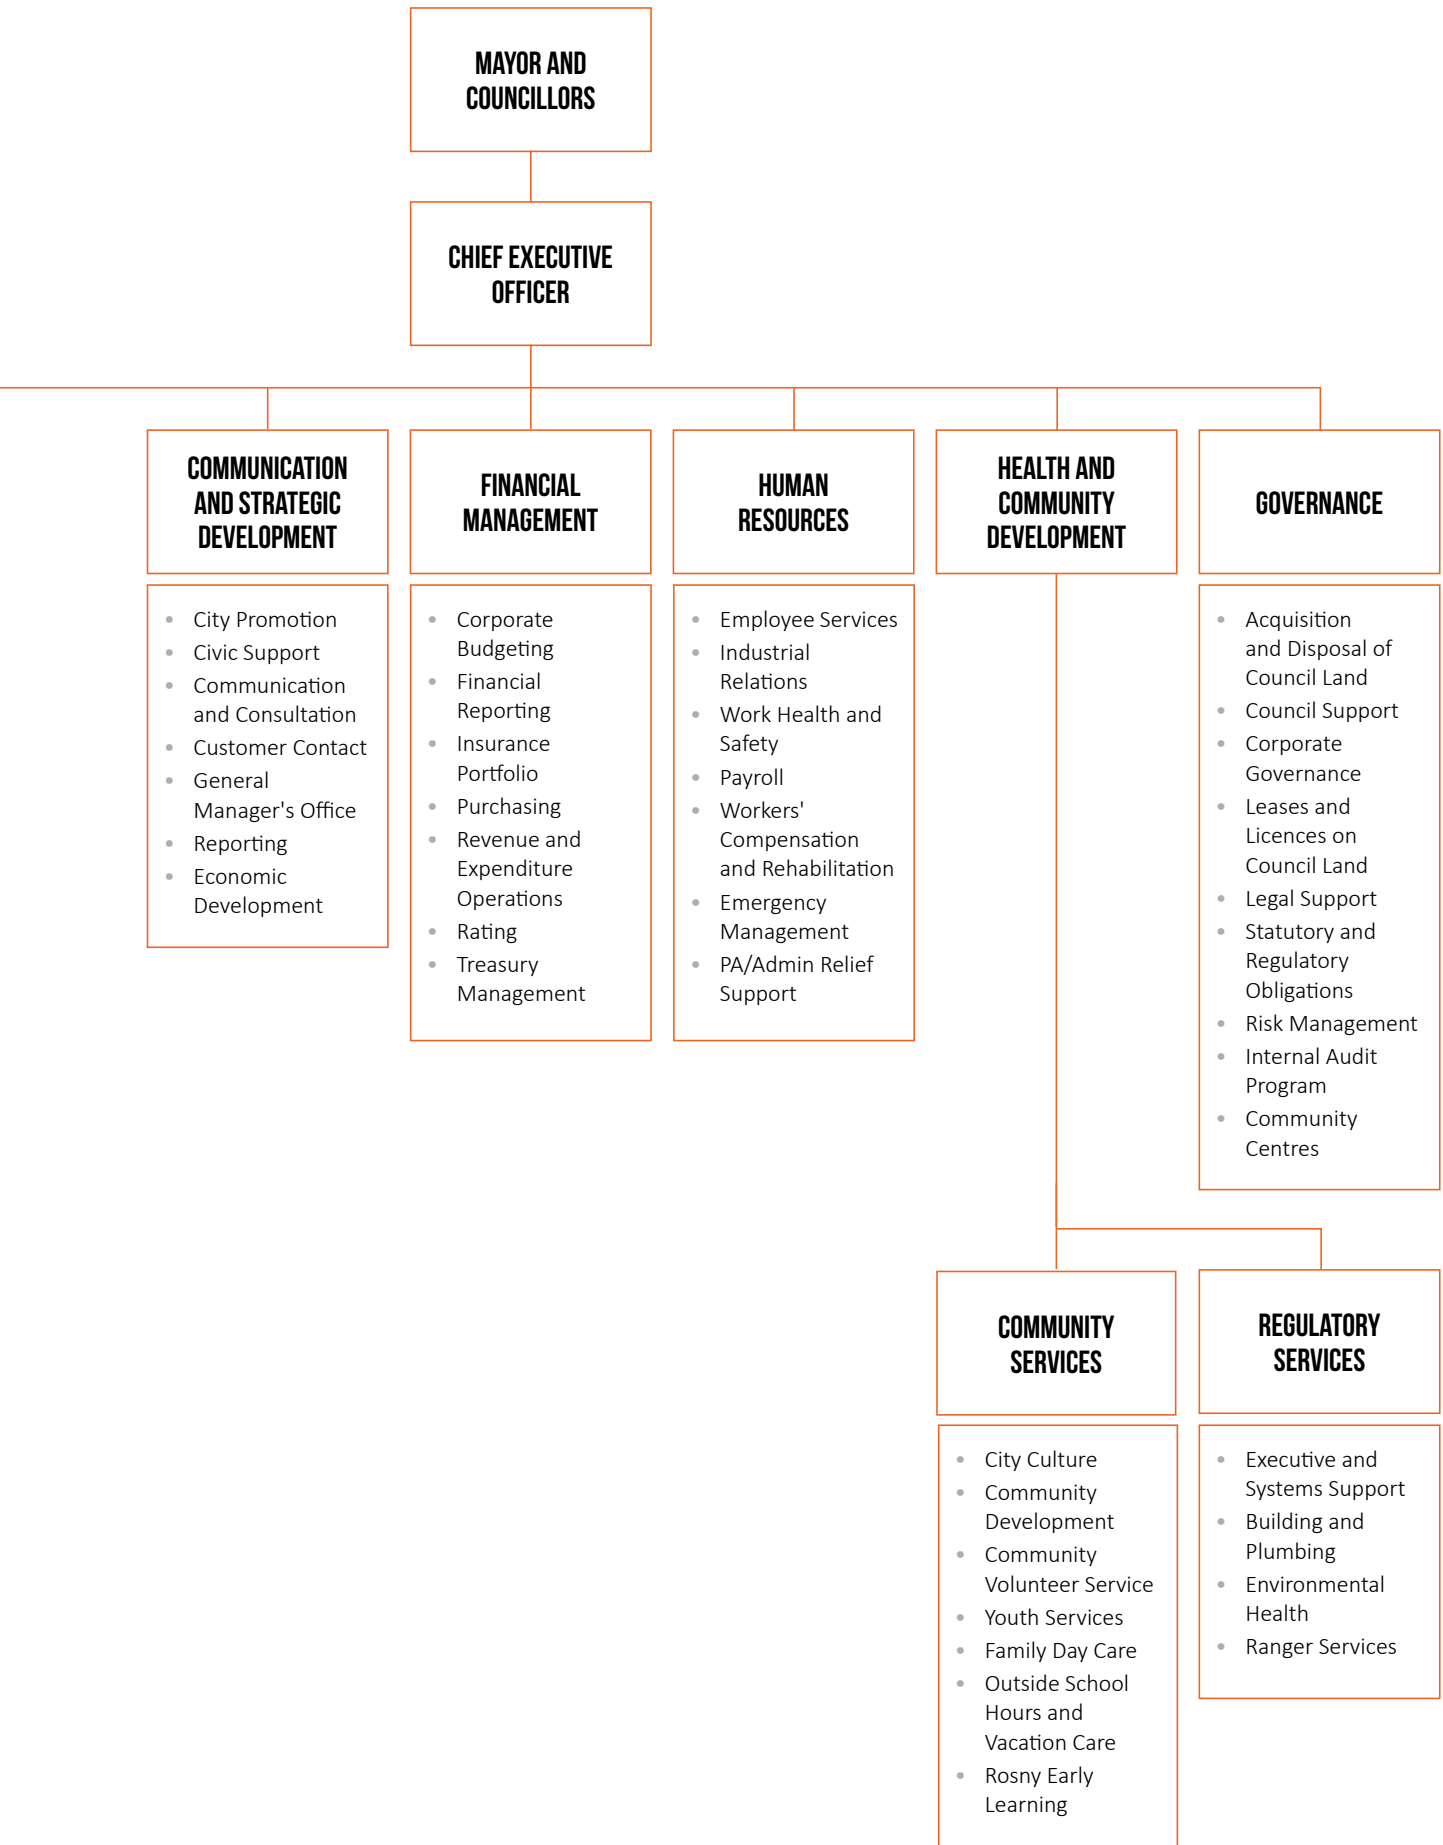 MAYOR AND
COUNCILLORS
CHIEF EXECUTIVE
OFFICER
COMMUNICATION
AND STRATEGIC
DEVELOPMENT
• City Promotion
• Civic Support
• Communication
and Consultation
• Customer Contact
• General
Manager's Office
• Reporting
• Economic
Development
FINANCIAL
MANAGEMENT
• Corporate
Budgeting
• Financial
Reporting
• Insurance
Portfolio
• Purchasing
• Revenue and
Expenditure
Operations
• Rating
• Treasury
Management
HUMAN
RESOURCES
• Employee Services
• Industrial
Relations
• Work Health and
Safety
• Payroll
• Workers'
Compensation
and Rehabilitation
• Emergency
Management
• PA/Admin Relief
Support
HEALTH AND
COMMUNITY
DEVELOPMENT
GOVERNANCE
• Acquisition
and Disposal of
Council Land
• Council Support
• Corporate
Governance
• Leases and
Licences on
Council Land
• Legal Support
• Statutory and
Regulatory
Obligations
• Risk Management
• Internal Audit
Program
• Community
Centres
COMMUNITY
SERVICES
• City Culture
• Community
Development
• Community
Volunteer Service
• Youth Services
• Family Day Care
• Outside School
Hours and
Vacation Care
• Rosny Early
Learning
REGULATORY
SERVICES
• Executive and
Systems Support
• Building and
Plumbing
• Environmental
Health
• Ranger Services